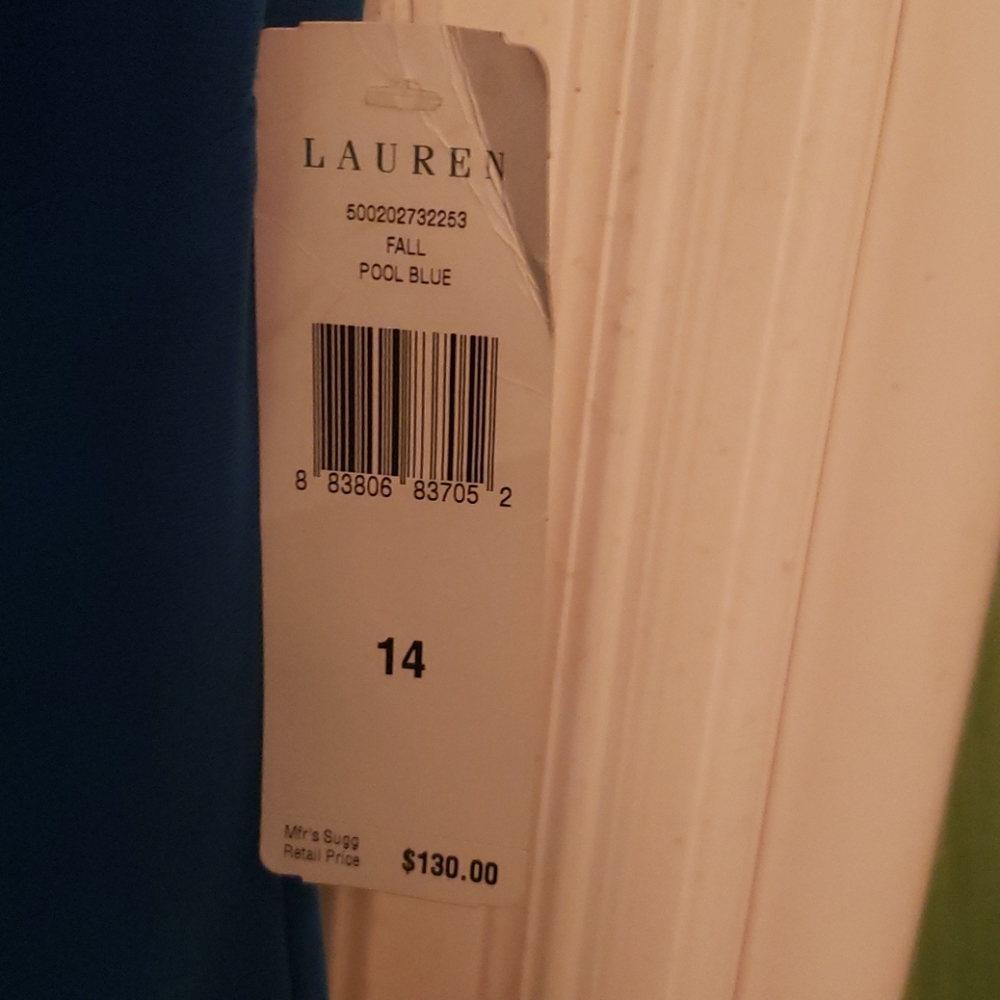 LAUREN
500202732253
FALL
POOL BLUE
8 83806 83705 2
14
Mfr's Sugg
Retail Price $130.00